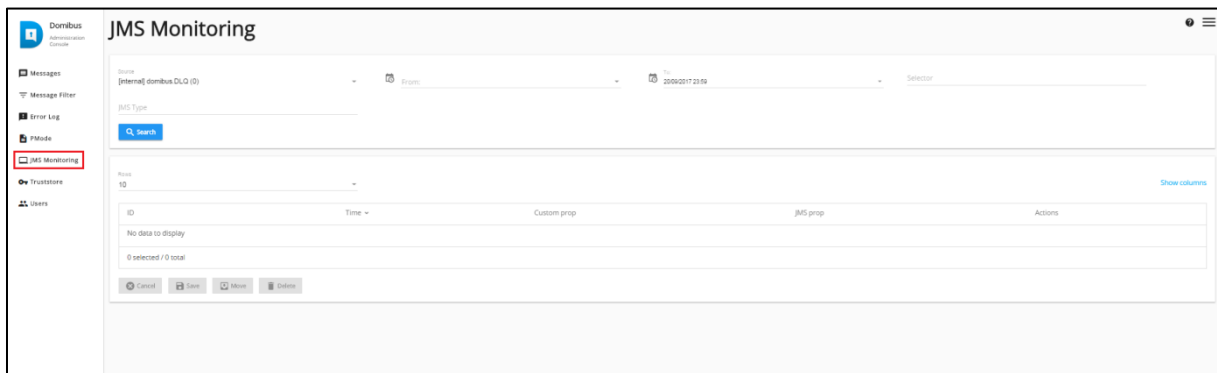 Domibus
Administration
Console
Messages
Message Filter
Error Log
PMode
JMS Monitoring
Truststore
Users
JMS Monitoring
Source
[internal] domibus DLQ (0)
From:
To:
20/09/2017 23:59
Selector
JMS Type
Search
Rows
10
Show columns
ID Time Custom prop JMS prop Actions
No data to display
0 selected / 0 total
Cancel Save Move Delete